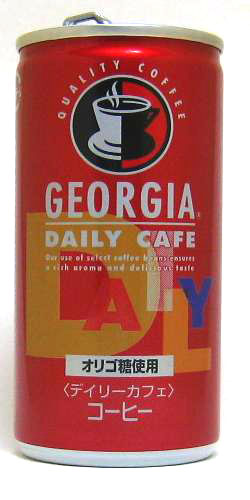 QUALITY COFFEE
GEORGIA®
DAILY CAFE
Our use of select coffee beans ensures
a rich aroma and delicious taste
DAILY
オリゴ糖使用
〈デイリーカフェ〉
コーヒー